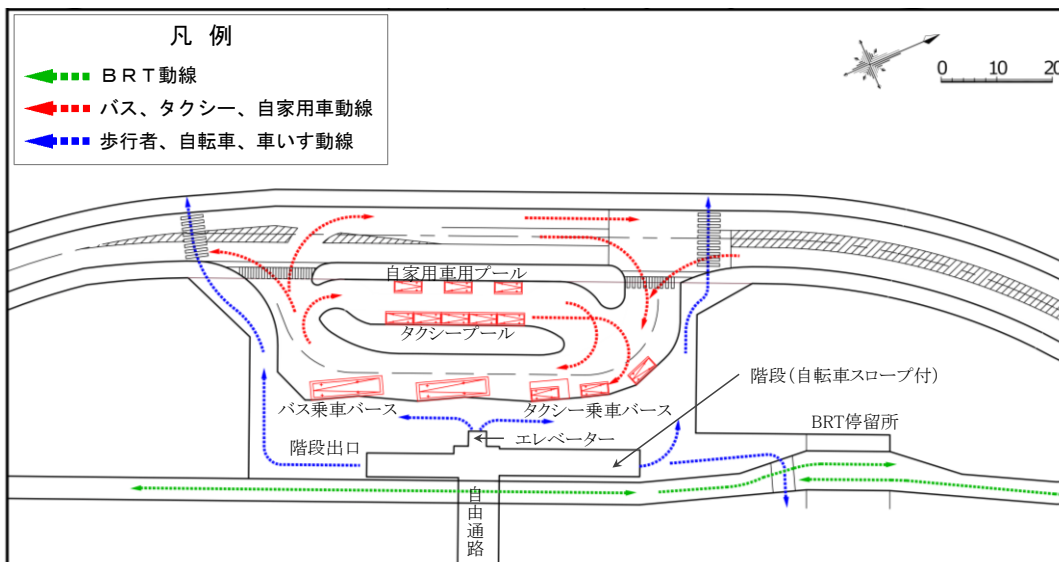 凡 例
ＢＲＴ動線
バス、タクシー、自家用車動線
歩行者、自転車、車いす動線
0 10 20
自家用車用プール
タクシープール
バス乗車バース
タクシー乗車バース
階段(自転車スロープ付)
BRT停留所
階段出口
エレベーター
自由通路